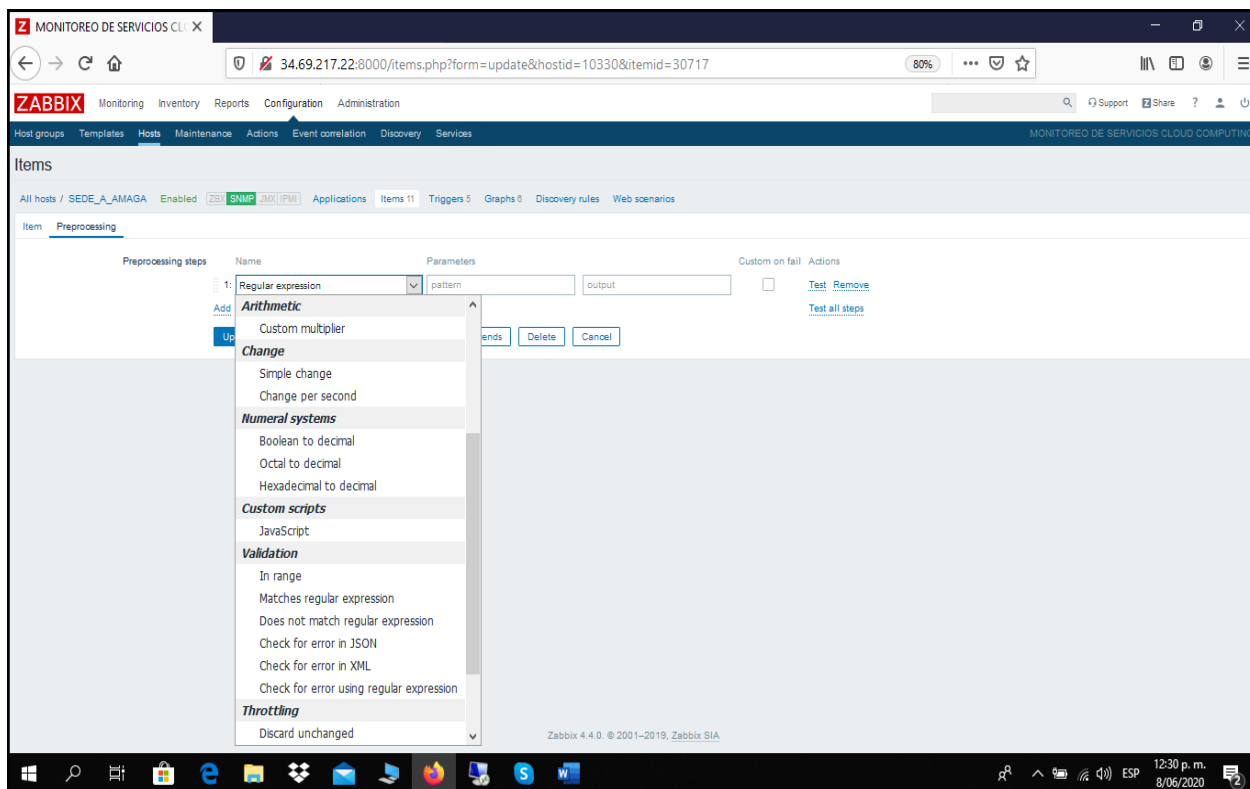 Z MONITOREO DE SERVICIOS CL
34.69.217.22:8000/items.php?form=update&hostid=10330&itemid=30717 80%
ZABBIX Monitoring Inventory Reports Configuration Administration Support Z Share ?
Host groups Templates Hosts Maintenance Actions Event correlation Discovery Services MONITOREO DE SERVICIOS CLOUD COMPUTING
Items
All hosts / SEDE_A_AMAGA Enabled ZBX SNMP JMX IPMI Applications Items 11 Triggers 5 Graphs 6 Discovery rules Web scenarios
Item Preprocessing
Preprocessing steps Name Parameters Custom on fail Actions
1: Regular expression pattern output Test Remove
Add Test all steps
Up ends Delete Cancel
Arithmetic
Custom multiplier
Change
Simple change
Change per second
Numeral systems
Boolean to decimal
Octal to decimal
Hexadecimal to decimal
Custom scripts
JavaScript
Validation
In range
Matches regular expression
Does not match regular expression
Check for error in JSON
Check for error in XML
Check for error using regular expression
Throttling
Discard unchanged
Zabbix 4.4.0. © 2001–2019, Zabbix SIA
ESP 12:30 p. m.
8/06/2020 2